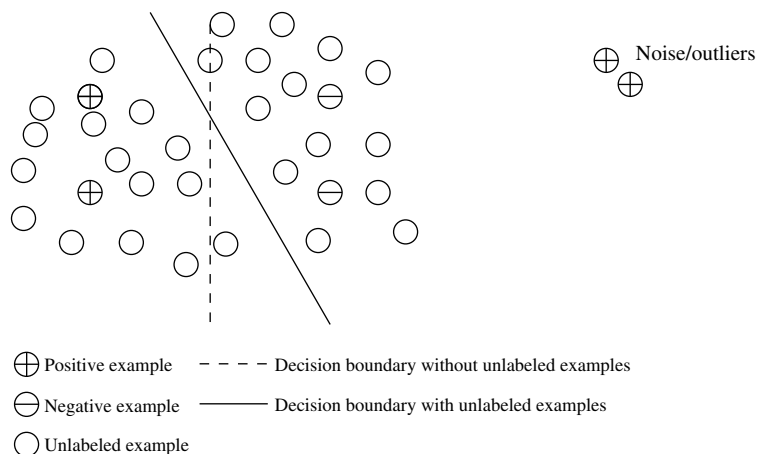 Noise/outliers
Positive example
Decision boundary without unlabeled examples
Negative example
Decision boundary with unlabeled examples
Unlabeled example